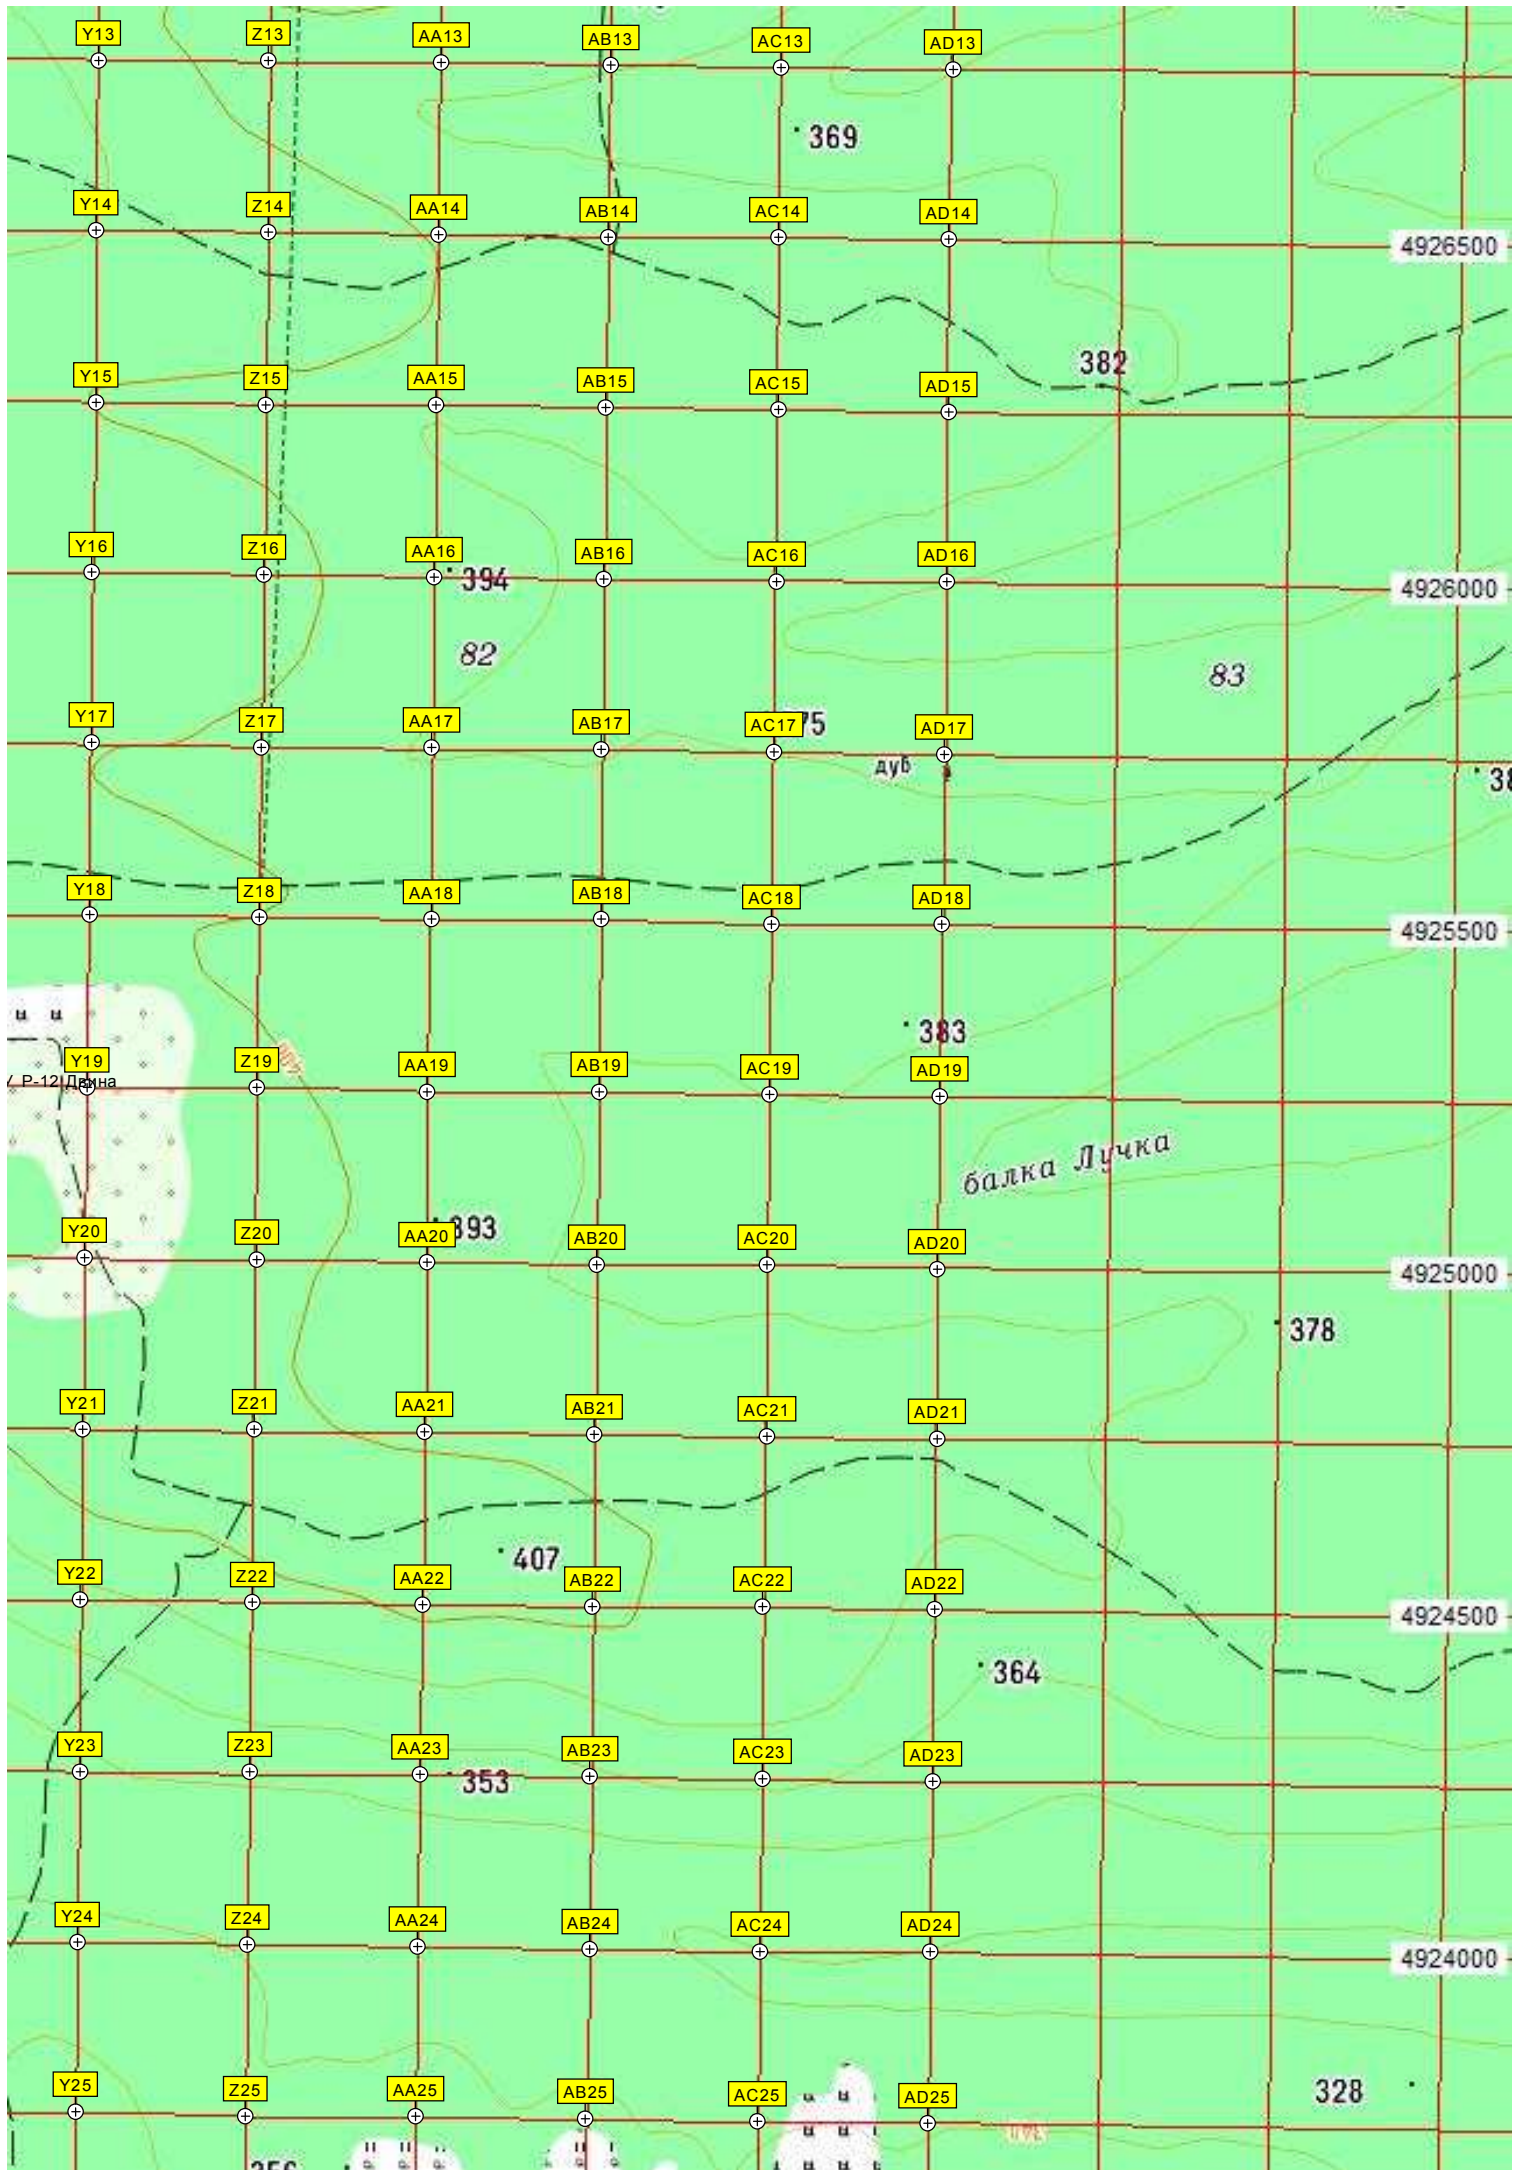 Y13 Z13 AA13 AB13 AC13 AD13
369
Y14 Z14 AA14 AB14 AC14 AD14
4926500
382
Y15 Z15 AA15 AB15 AC15 AD15
Y16 Z16 AA16 AB16 AC16 AD16
394
4926000
82
83
Y17 Z17 AA17 AB17 AC17 AD17
дуб
Y18 Z18 AA18 AB18 AC18 AD18
4925500
383
Y19 Z19 AA19 AB19 AC19 AD19
Р-12 Двина
балка Лучка
Y20 Z20 AA20 393 AB20 AC20 AD20
4925000
378
Y21 Z21 AA21 AB21 AC21 AD21
407
Y22 Z22 AA22 AB22 AC22 AD22
4924500
364
Y23 Z23 AA23 AB23 AC23 AD23
353
Y24 Z24 AA24 AB24 AC24 AD24
4924000
Y25 Z25 AA25 AB25 AC25 AD25
328